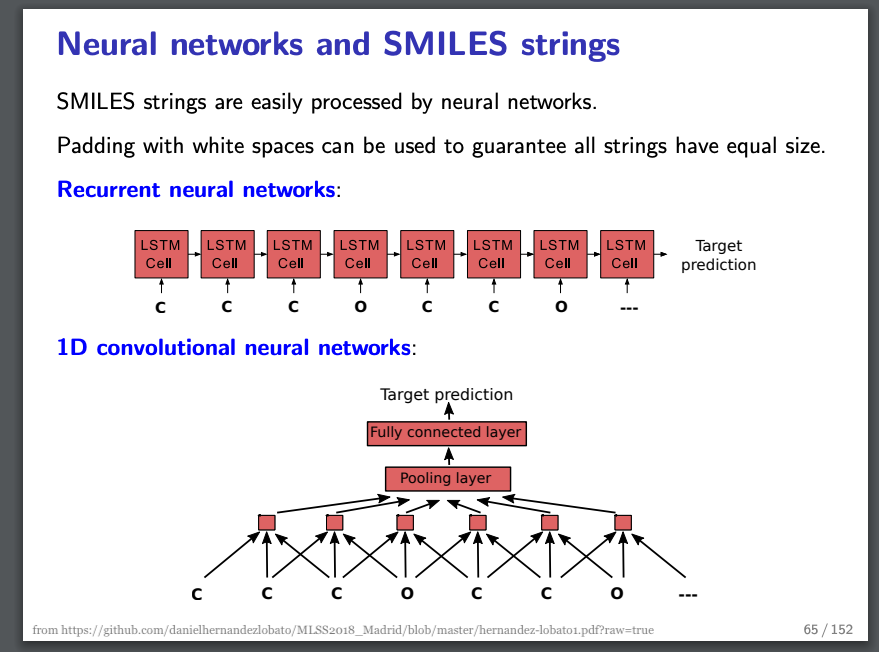 Neural networks and SMILES strings
SMILES strings are easily processed by neural networks.
Padding with white spaces can be used to guarantee all strings have equal size.
Recurrent neural networks:
LSTM Cell LSTM Cell LSTM Cell LSTM Cell LSTM Cell LSTM Cell LSTM Cell LSTM Cell
Target
prediction
C C C O C C O ---
1D convolutional neural networks:
Target prediction
Fully connected layer
Pooling layer
C C C O C C O ---
from https://github.com/danielhernandezlobato/MLSS2018_Madrid/blob/master/hernandez-lobato1.pdf?raw=true
65 / 152